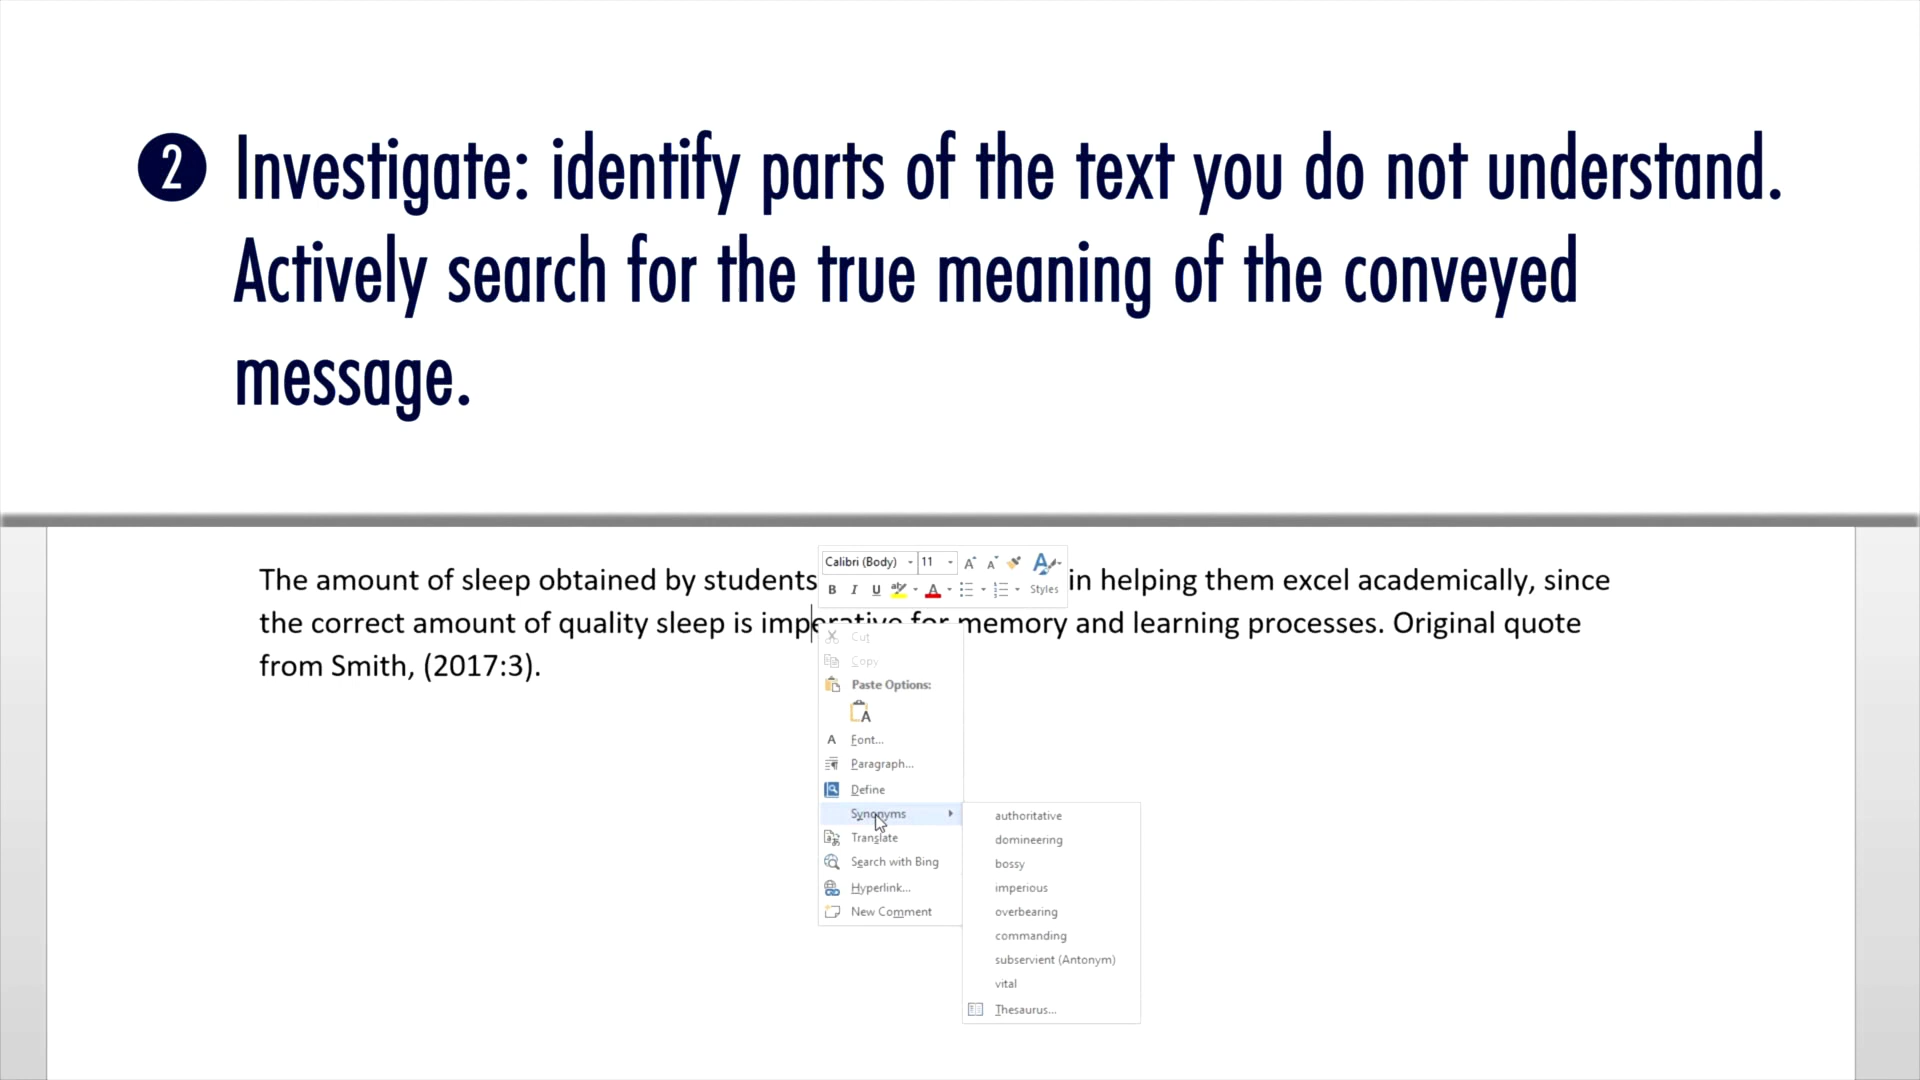 2 Investigate: identify parts of the text you do not understand.
Actively search for the true meaning of the conveyed
message.
Calibri (Body) 11
The amount of sleep obtained by students in helping them excel academically, since
B I U Styles
the correct amount of quality sleep is imperative for memory and learning processes. Original quote
from Smith, (2017:3).
Cut
Copy
Paste Options:
Font...
Paragraph...
Define
Synonyms
Translate
Search with Bing
Hyperlink...
New Comment
authoritative
domineering
bossy
imperious
overbearing
commanding
subservient (Antonym)
vital
Thesaurus...